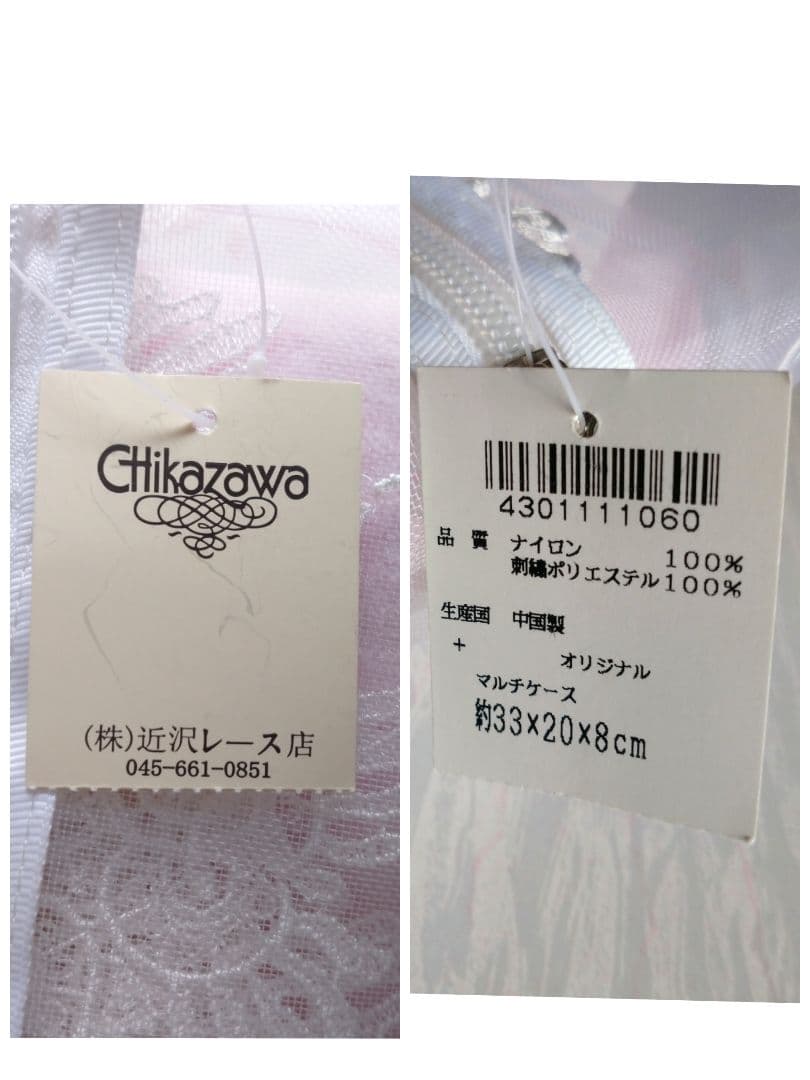 Chikazawa
(株)近沢レース店
045-661-0851
4301111060
品 質 ナイロン 100%
刺繍ポリエステル100%
生産国 中国製
+ オリジナル
マルチケース
約33×20×8cm